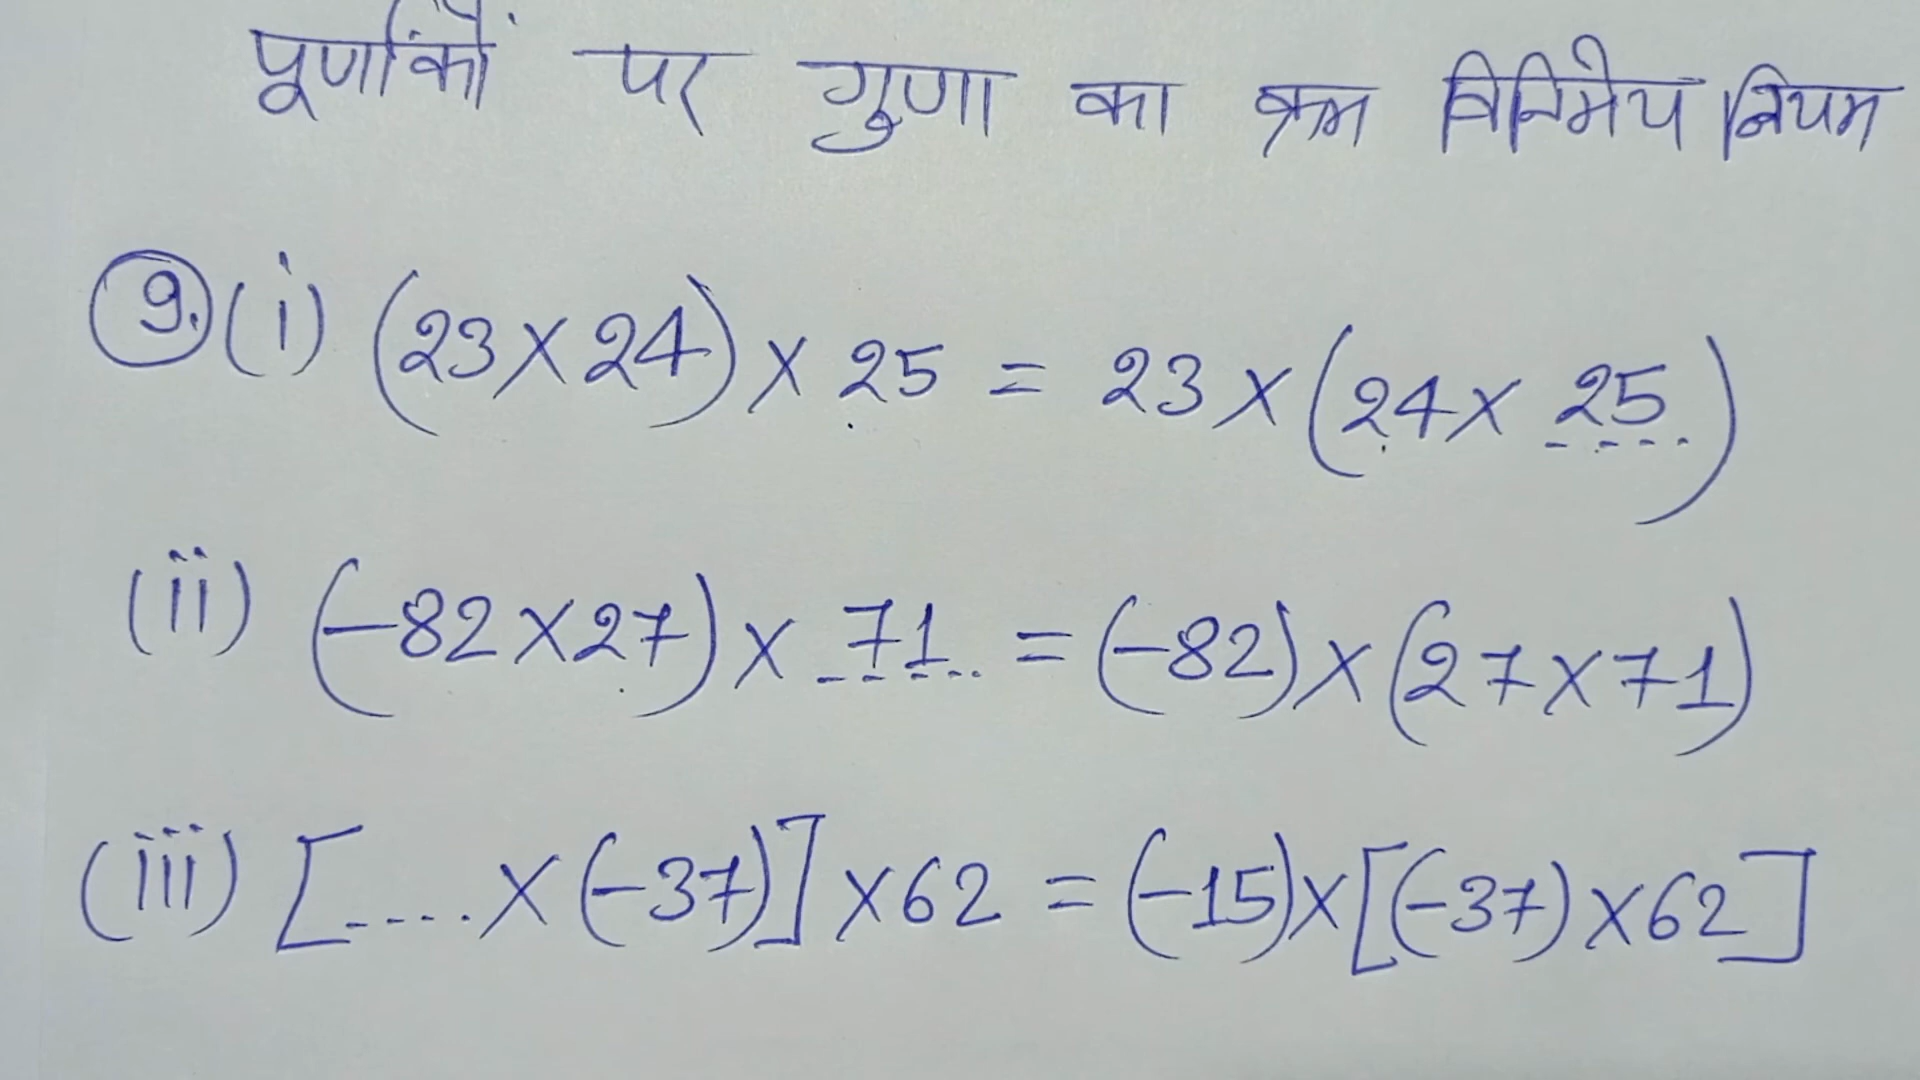 पूर्णांकों पर गुणा का क्रम विनिमेय नियम
9. (i) (23 × 24) × 25 = 23 × (24 × 25)
(ii) (-82 × 27) × 71 = (-82) × (27 × 71)
(iii) [.... × (-37)] × 62 = (-15) × [(-37) × 62]